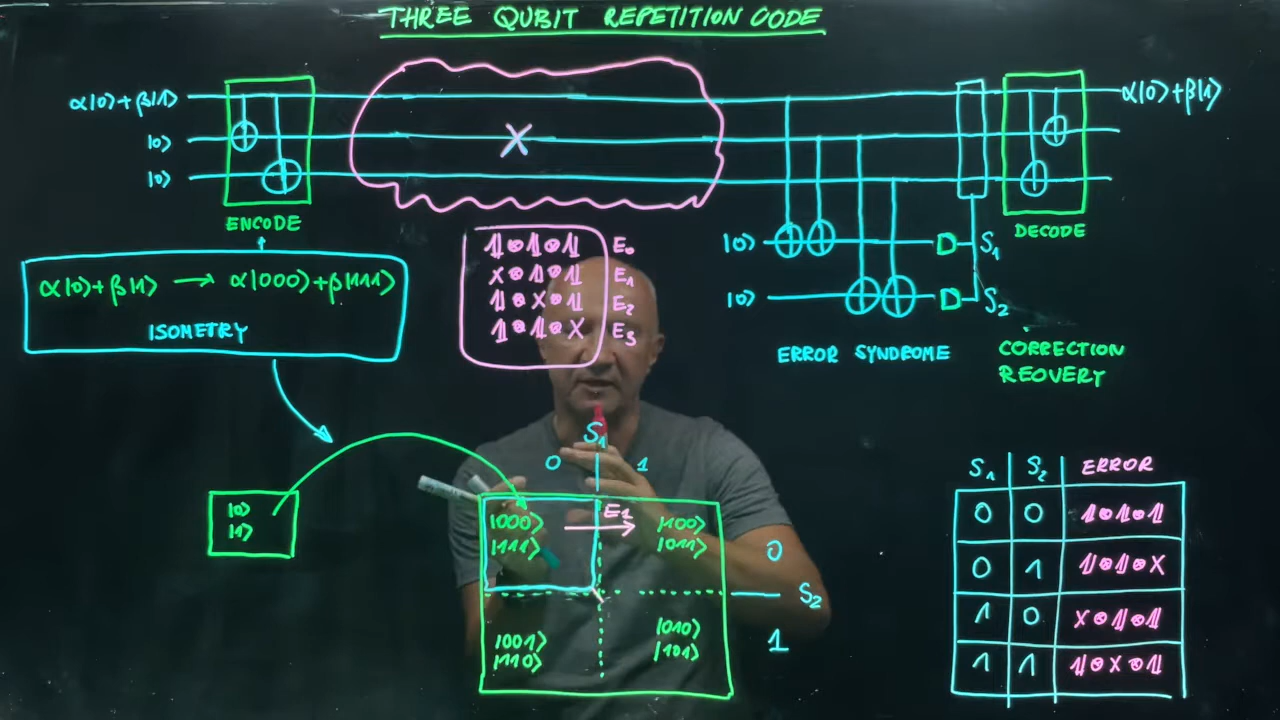 THREE QUBIT REPETITION CODE
α|0⟩+β|1⟩
|0⟩
|0⟩
X
α|0⟩+β|1⟩
ENCODE
DECODE
𝟙⊗𝟙⊗𝟙 E₀
X⊗𝟙⊗𝟙 E₁
𝟙⊗X⊗𝟙 E₂
𝟙⊗𝟙⊗X E₃
|0⟩ D S₁
|0⟩ D S₂
α|0⟩+β|1⟩ → α|000⟩+β|111⟩
ISOMETRY
ERROR SYNDROME
CORRECTION
REOVERY
S₁
0 1
|0⟩
|1⟩
|000⟩ E₁ |100⟩
|111⟩ |011⟩
0
S₂
|001⟩ |010⟩
|110⟩ |101⟩
1
S₁ S₂ ERROR
0 0 𝟙⊗𝟙⊗𝟙
0 1 𝟙⊗𝟙⊗X
1 0 X⊗𝟙⊗𝟙
1 1 𝟙⊗X⊗𝟙